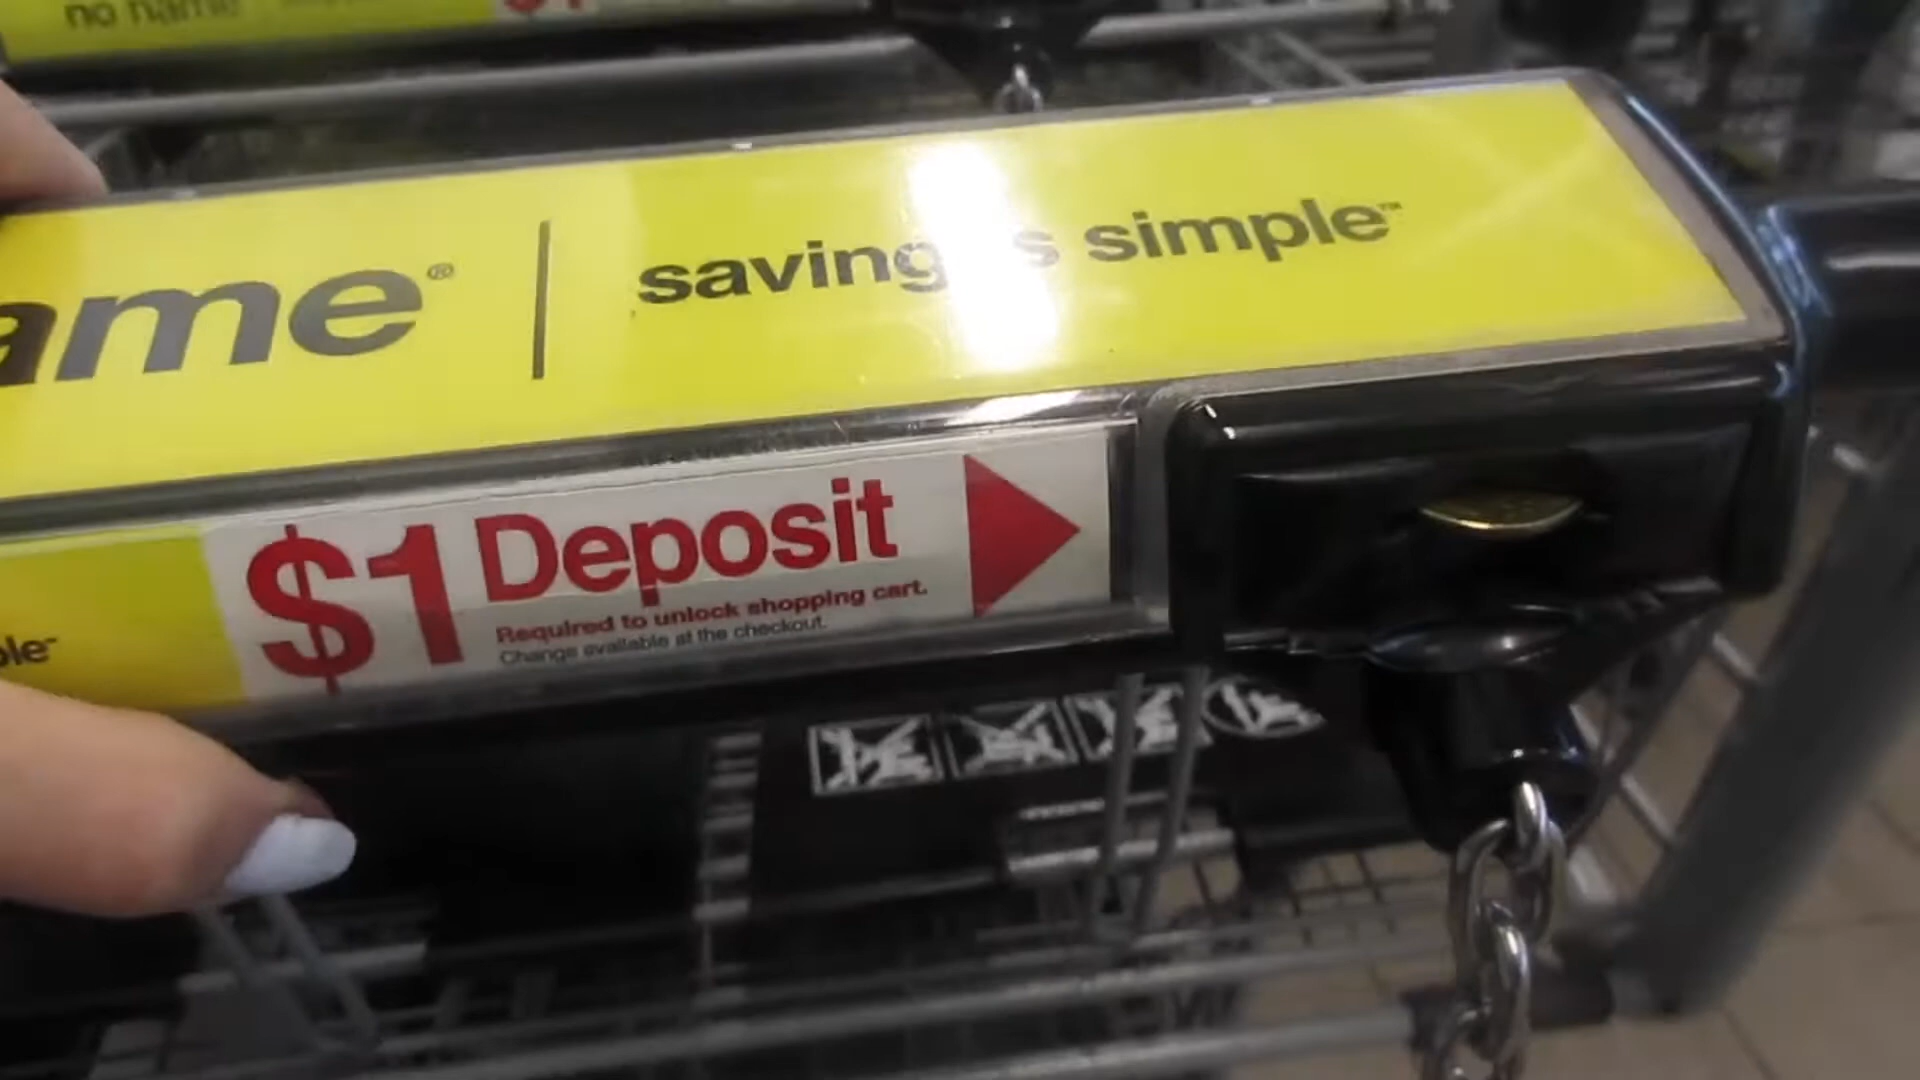 no name
ame®
saving s simple™
$1 Deposit
Required to unlock shopping cart.
Change available at the checkout.
ple™